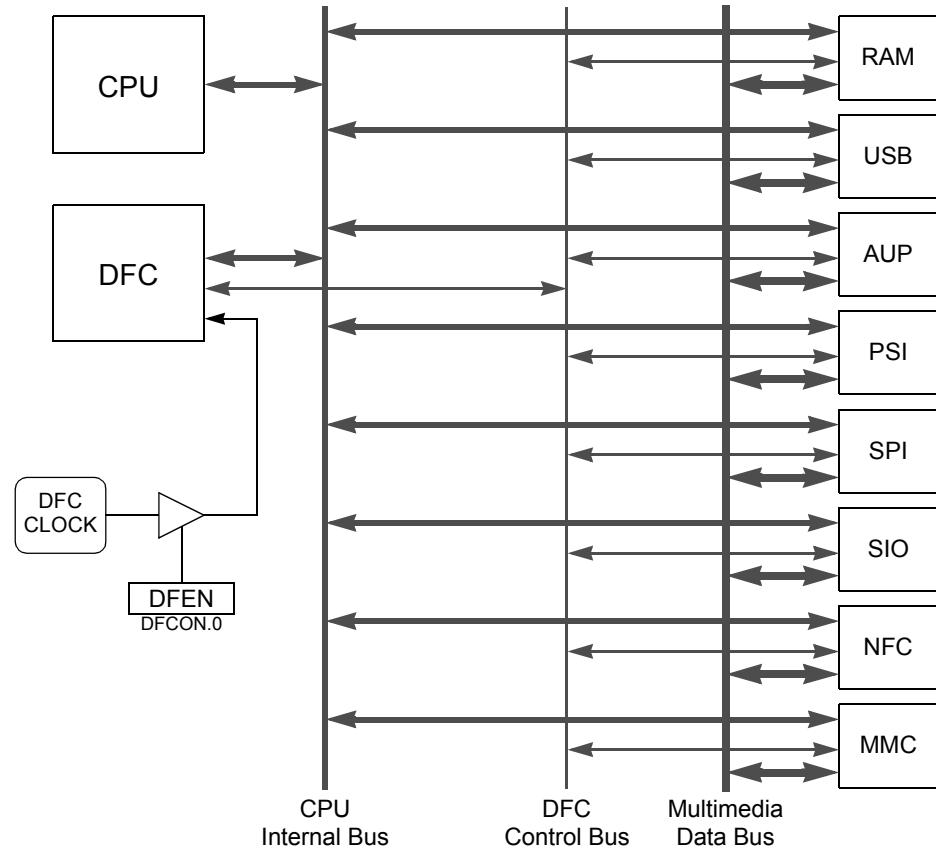 CPU
DFC
DFC
CLOCK
DFEN
DFCON.0
RAM
USB
AUP
PSI
SPI
SIO
NFC
MMC
CPU
Internal Bus
DFC
Control Bus
Multimedia
Data Bus